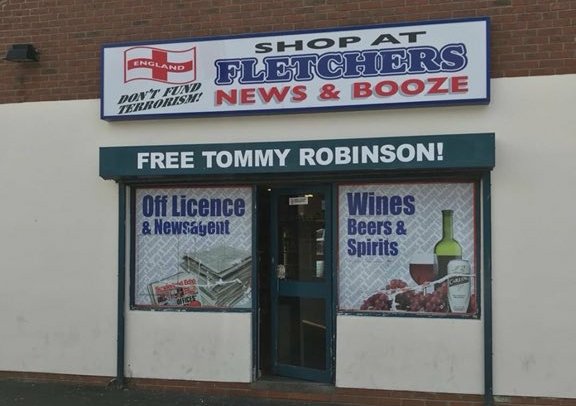 ENGLAND
DON'T FUND
TERRORISM!
SHOP AT
FLETCHERS
NEWS & BOOZE
FREE TOMMY ROBINSON!
Off Licence
& Newsagent
Wines
Beers &
Spirits